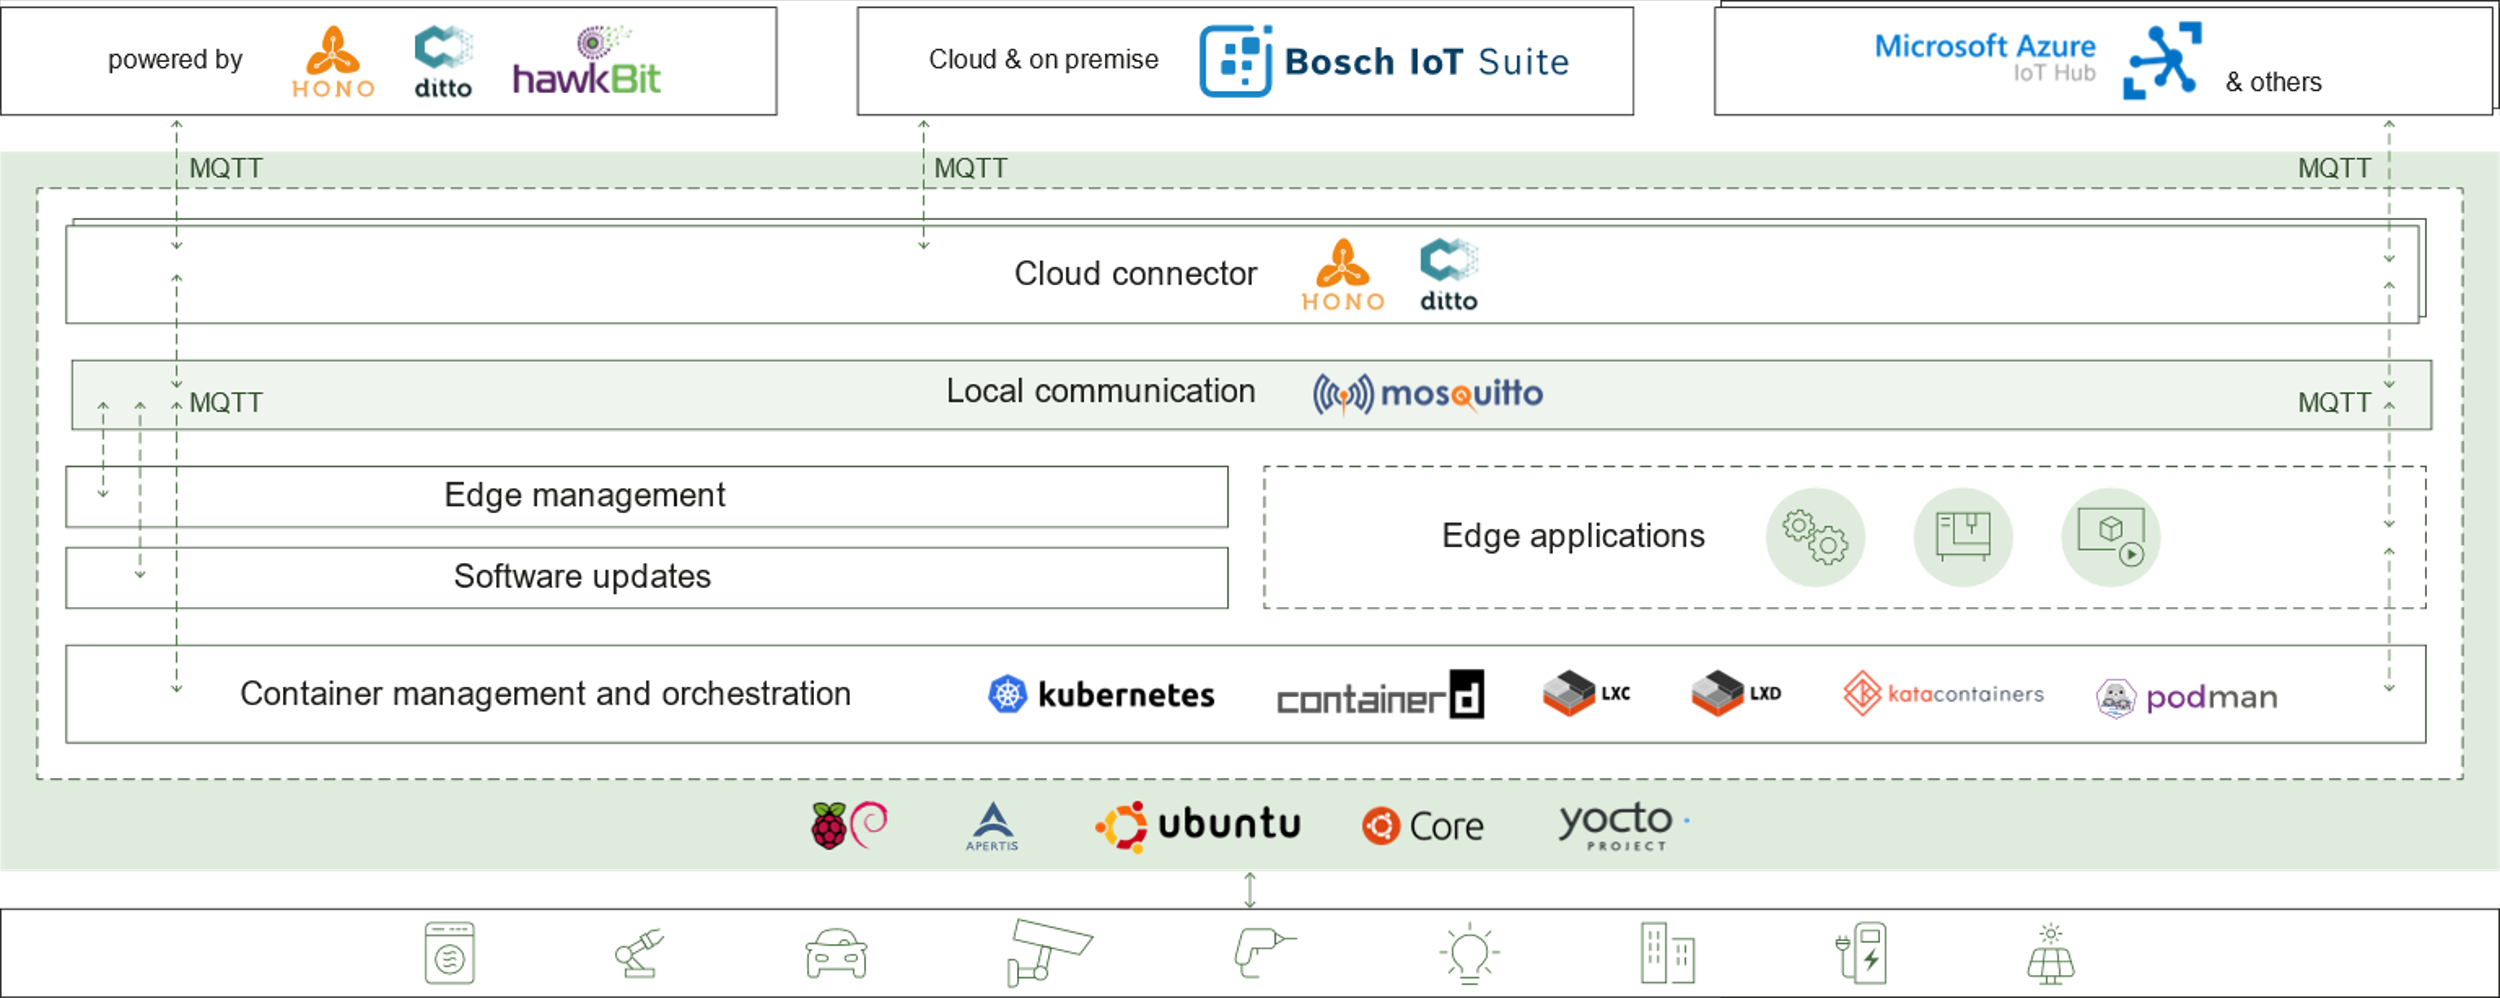 powered by
HONO
ditto
hawkBit
Cloud & on premise
Bosch IoT Suite
Microsoft Azure
IoT Hub
& others
MQTT
MQTT
MQTT
Cloud connector
HONO
ditto
Local communication
mosquitto
MQTT
MQTT
Edge management
Edge applications
Software updates
Container management and orchestration
kubernetes
containerd
LXC
LXD
katacontainers
podman
APERTIS
ubuntu
Core
yocto
PROJECT